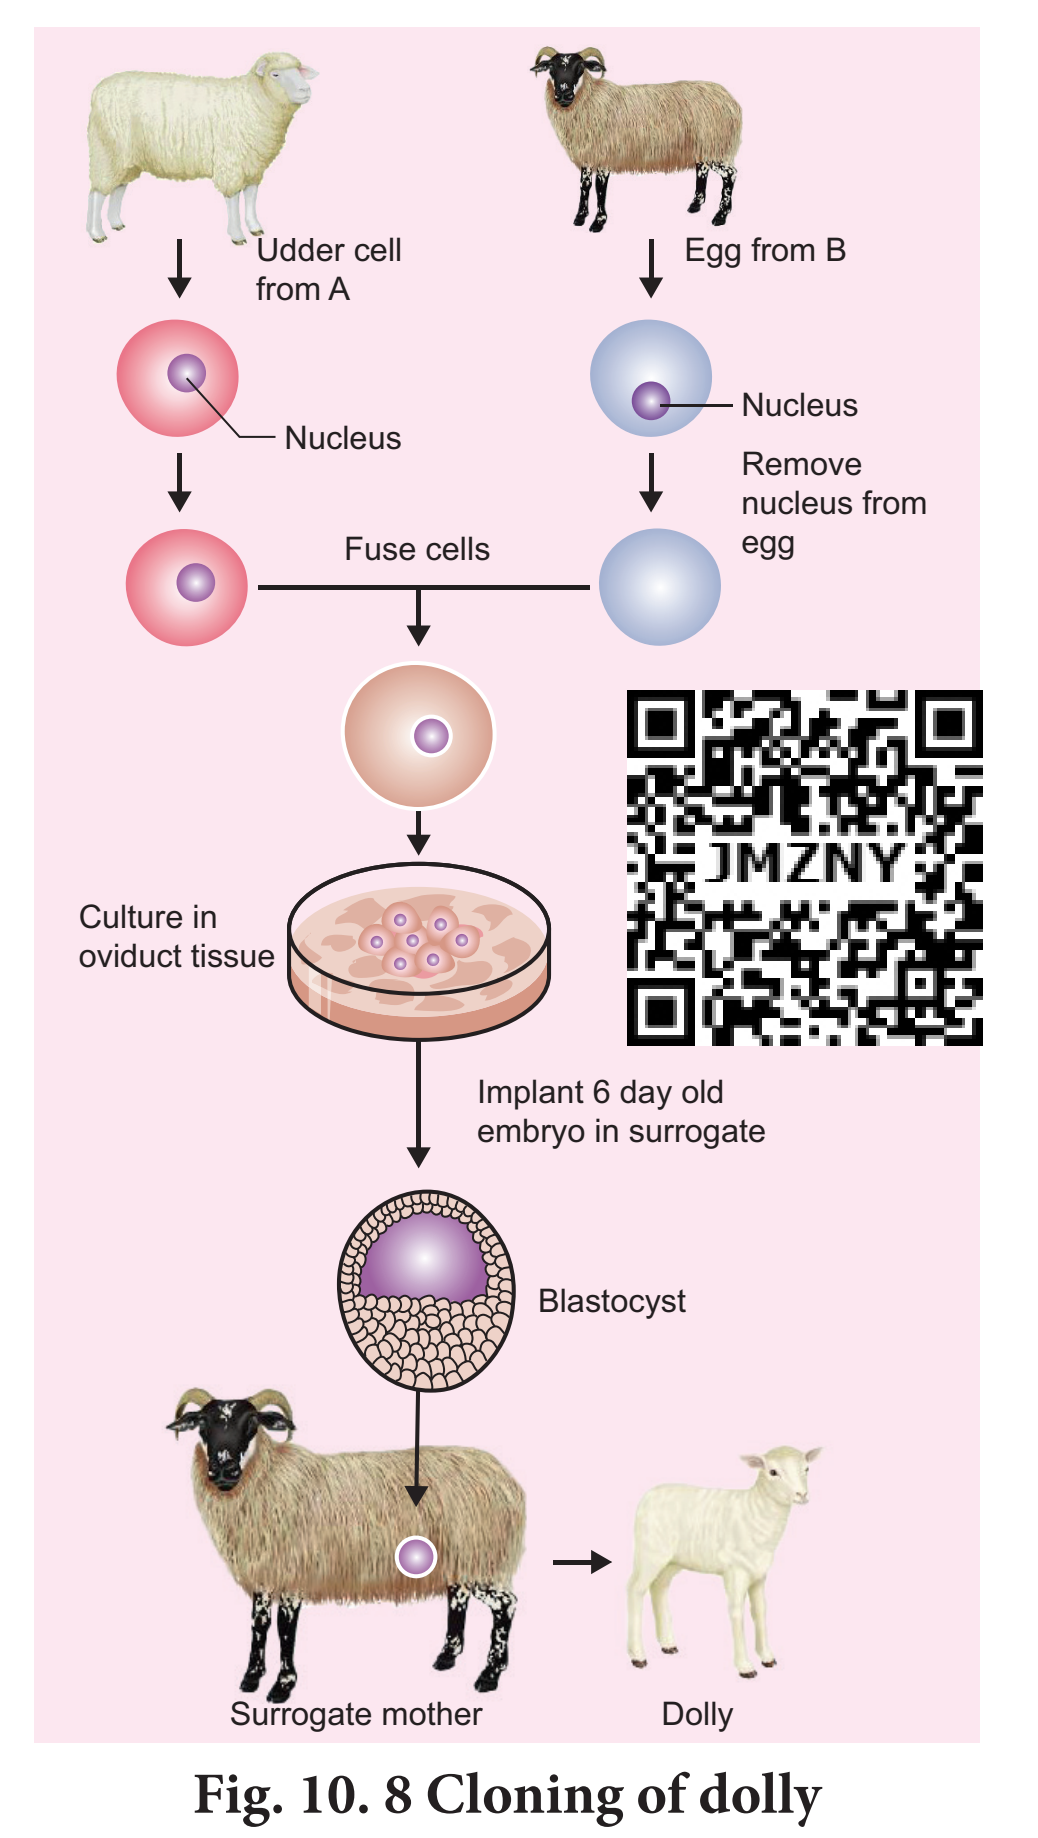 Udder cell
from A
Egg from B
Nucleus
Nucleus
Remove
nucleus from
egg
Fuse cells
JMZNY
Culture in
oviduct tissue
Implant 6 day old
embryo in surrogate
Blastocyst
Surrogate mother
Dolly
Fig. 10. 8 Cloning of dolly